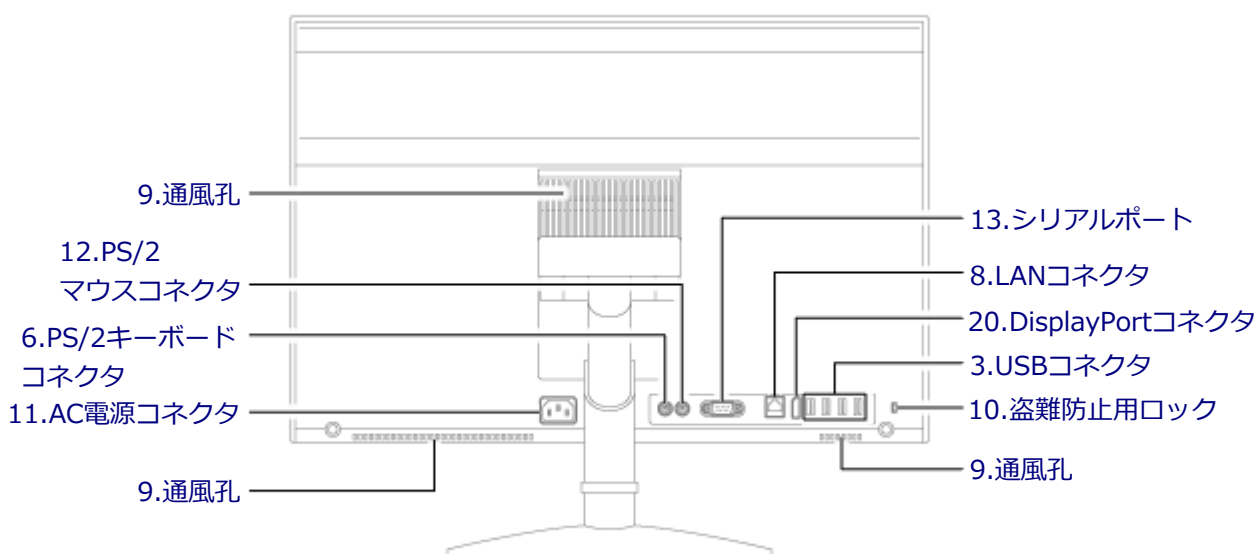 9.通風孔
12.PS/2
マウスコネクタ
6.PS/2キーボード
コネクタ
11.AC電源コネクタ
9.通風孔
13.シリアルポート
8.LANコネクタ
20.DisplayPortコネクタ
3.USBコネクタ
10.盗難防止用ロック
9.通風孔